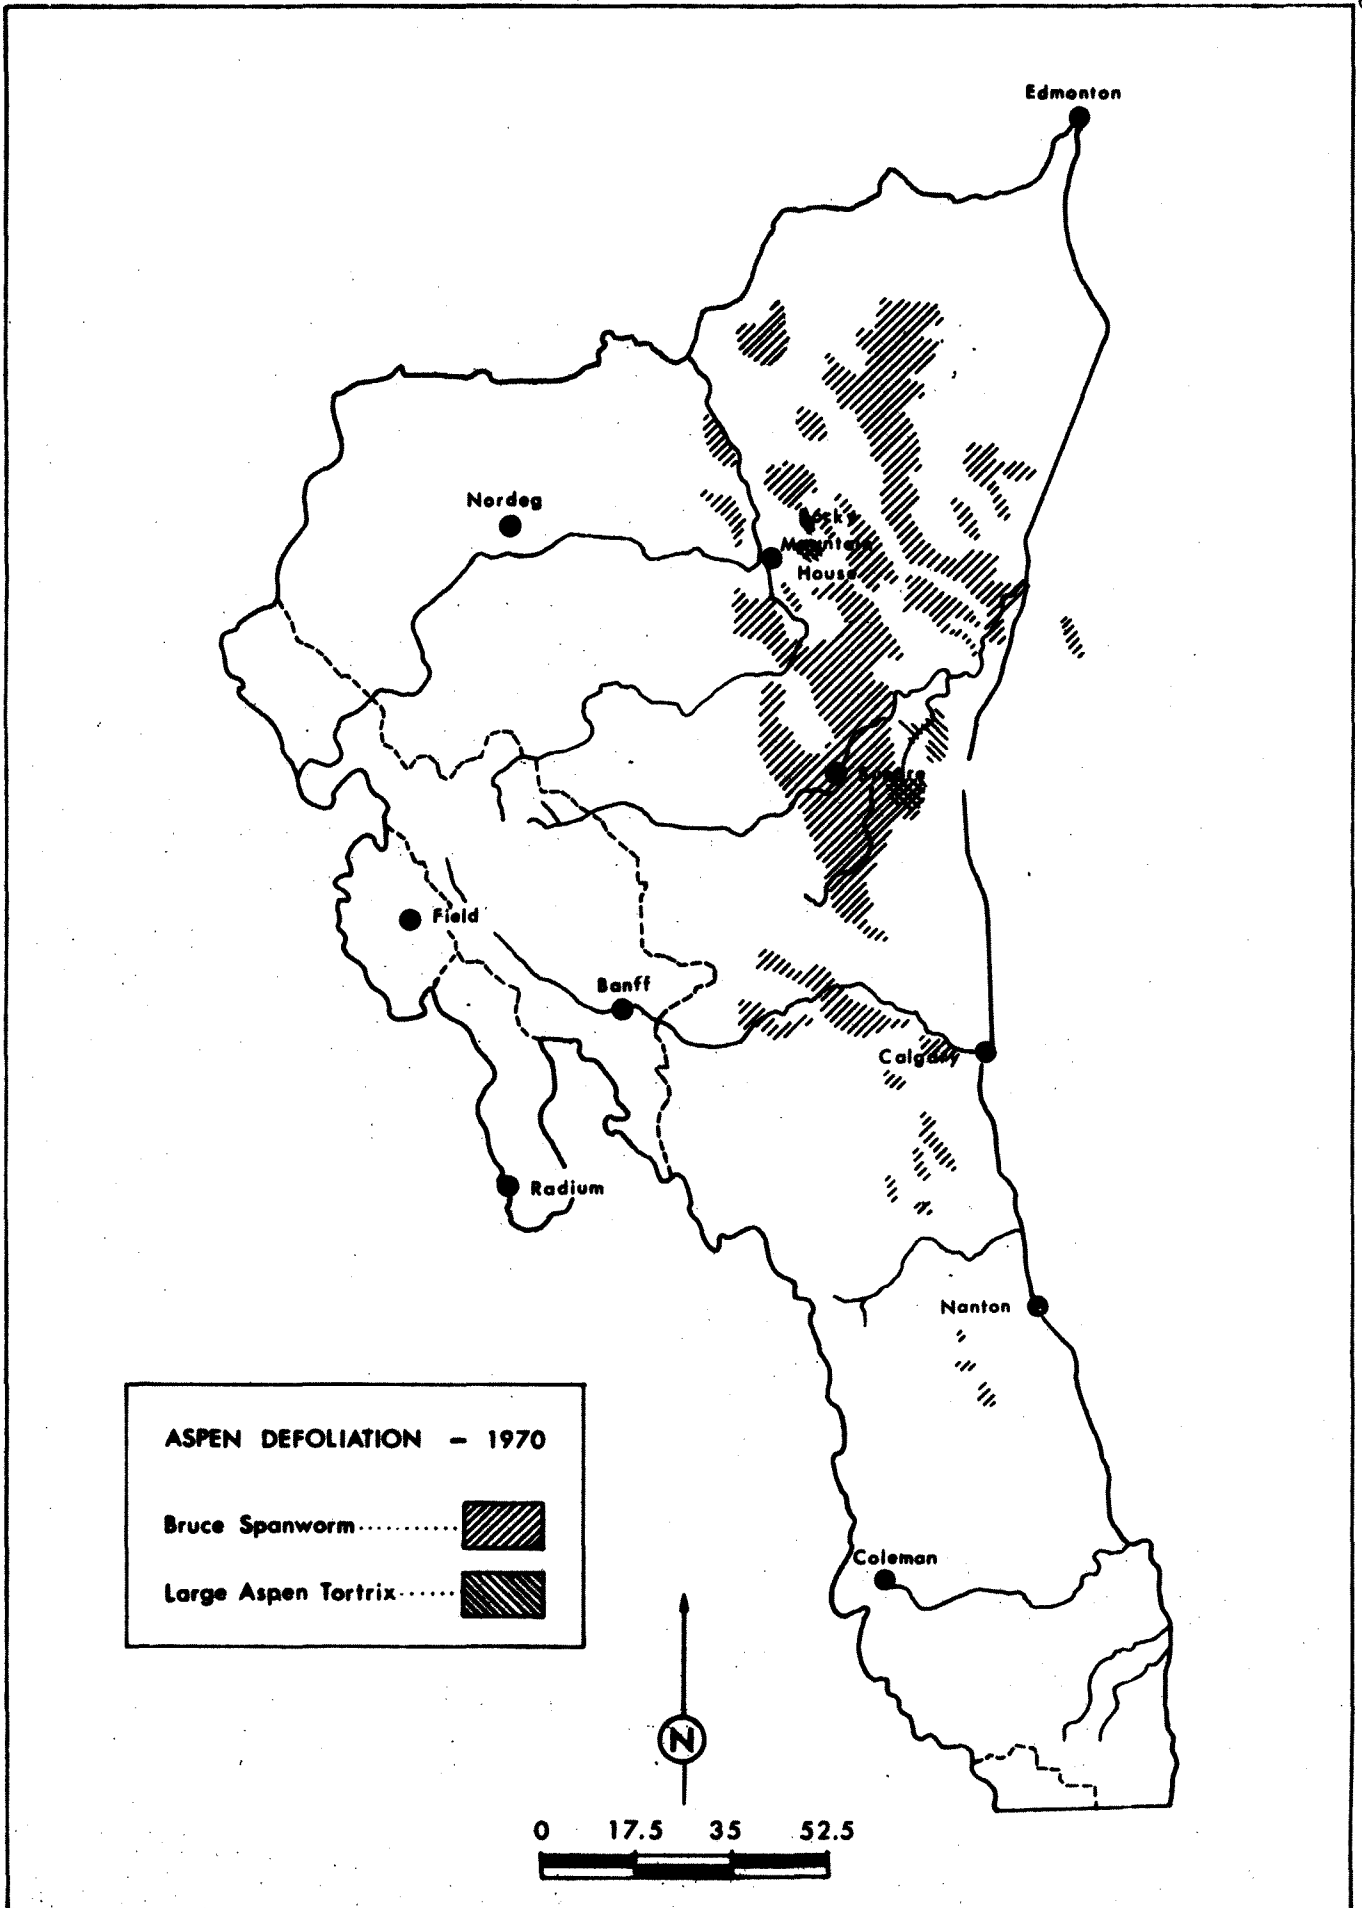 Edmonton
Nordeg
Rocky
Mountain
House
Sundre
Field
Banff
Calgary
Radium
Nanton
ASPEN DEFOLIATION – 1970
Bruce Spanworm..........
Large Aspen Tortrix......
Coleman
N
0 17.5 35 52.5